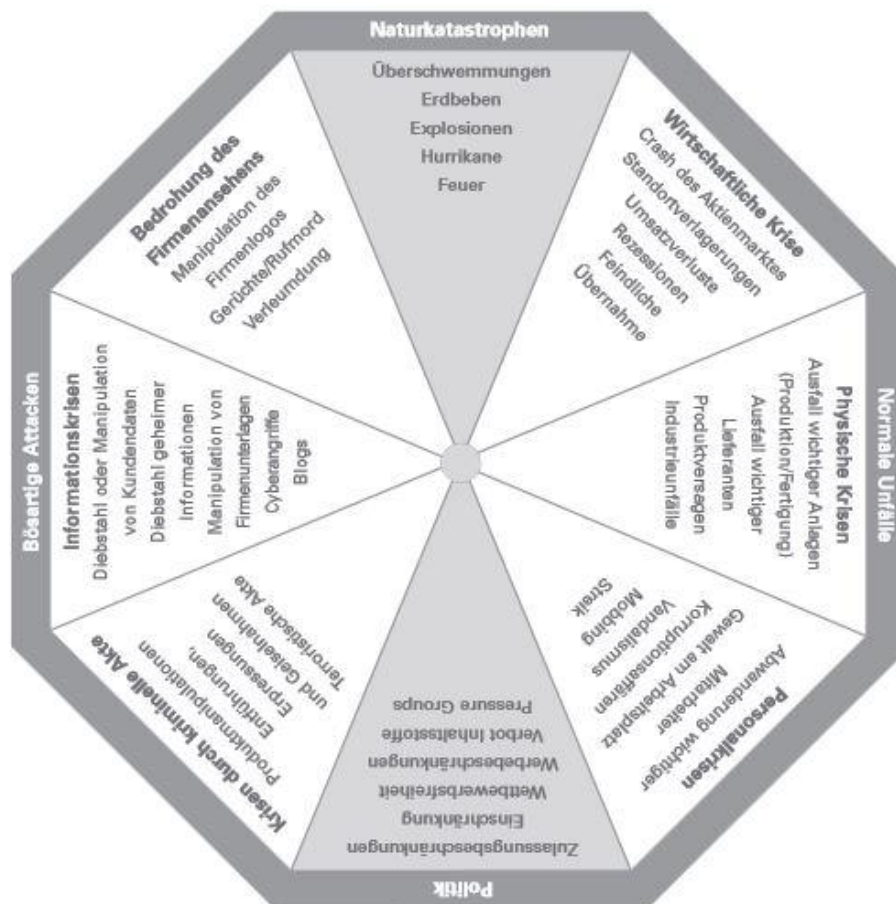 Naturkatastrophen
Überschwemmungen
Erdbeben
Explosionen
Hurrikane
Feuer
Wirtschaftliche Krise
Crash des Aktienmarktes
Standortverlagerungen
Umsatzverluste
Rezessionen
Feindliche
Übernahme
Normale Unfälle
Physische Krisen
Ausfall wichtiger Anlagen
(Produktion/Fertigung)
Ausfall wichtiger
Lieferanten
Produktversagen
Industrieunfälle
Personalkrisen
Abwanderung wichtiger
Mitarbeiter
Gewalt am Arbeitsplatz
Korruptionsaffären
Vandalismus
Mobbing
Streik
Politik
Zulassungsbeschränkungen
Einschränkung
Wettbewerbsfreiheit
Werbebeschränkungen
Verbot Inhaltsstoffe
Pressure Groups
Krisen durch kriminelle Akte
Produktmanipulationen
Entführungen,
Erpressungen
und Geiselnahmen
Terroristische Akte
Bösartige Attacken
Informationskrisen
Diebstahl oder Manipulation
von Kundendaten
Diebstahl geheimer
Informationen
Manipulation von
Firmenunterlagen
Cyberangriffe
Blogs
Bedrohung des
Firmenansehens
Manipulation des
Firmenlogos
Gerüchte/Rufmord
Verleumdung